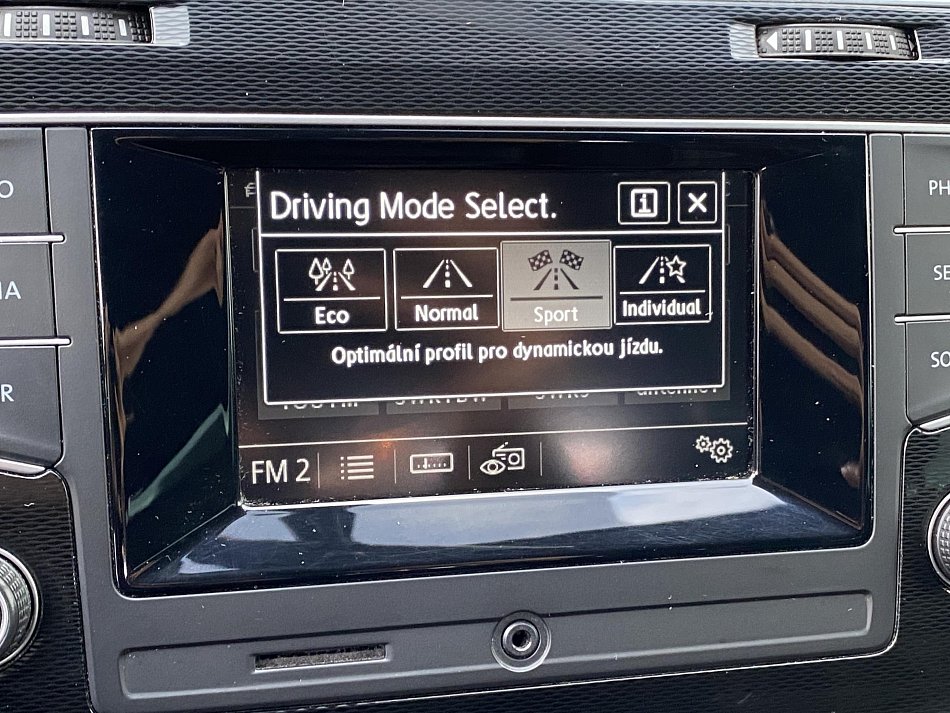 Driving Mode Select.
Eco
Normal
Sport
Individual
Optimální profil pro dynamickou jízdu.
FM 2